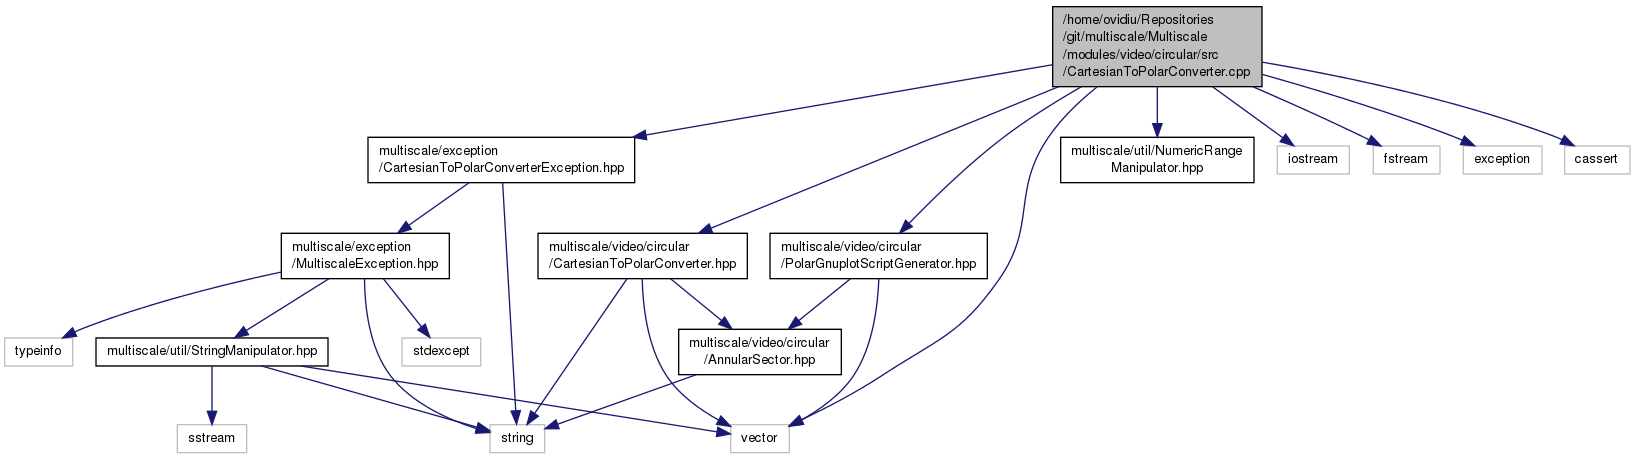 /home/ovidiu/Repositories
/git/multiscale/Multiscale
/modules/video/circular/src
/CartesianToPolarConverter.cpp
multiscale/exception
/CartesianToPolarConverterException.hpp
multiscale/util/NumericRange
Manipulator.hpp
iostream
fstream
exception
cassert
multiscale/exception
/MultiscaleException.hpp
multiscale/video/circular
/CartesianToPolarConverter.hpp
multiscale/video/circular
/PolarGnuplotScriptGenerator.hpp
typeinfo
multiscale/util/StringManipulator.hpp
stdexcept
multiscale/video/circular
/AnnularSector.hpp
sstream
string
vector